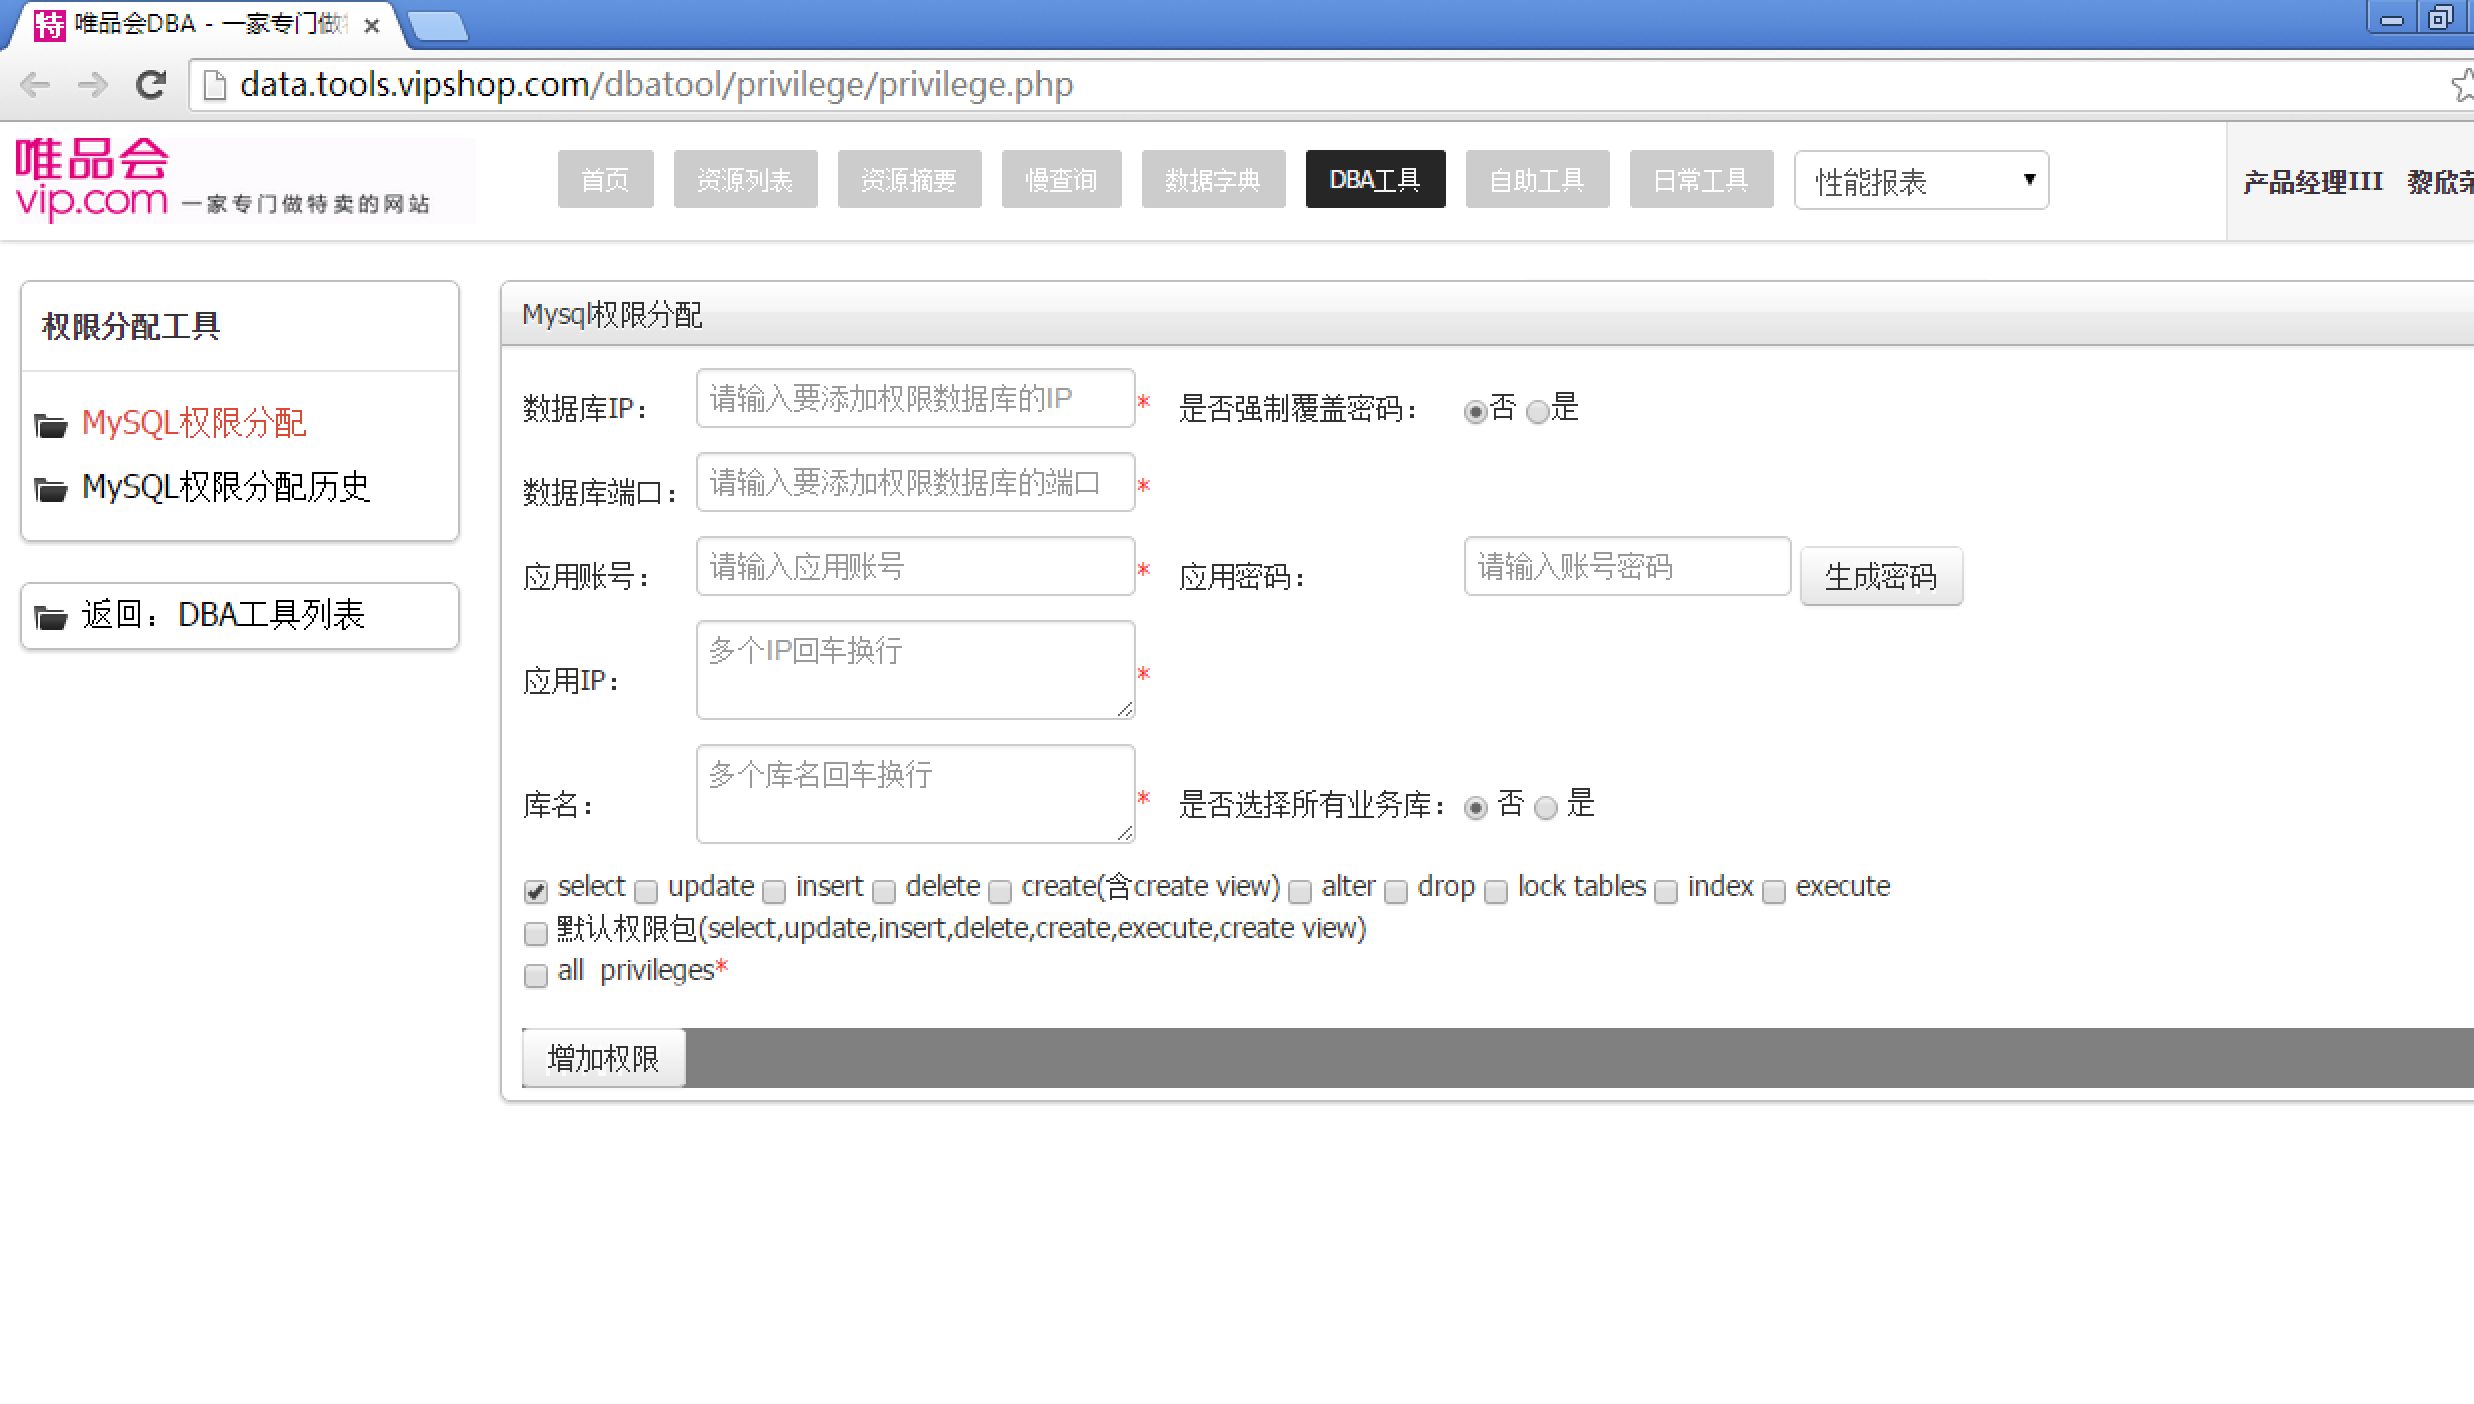 唯品会DBA - 一家专门做
data.tools.vipshop.com/dbatool/privilege/privilege.php
唯品会
vip.com 一家专门做特卖的网站
首页 资源列表 资源摘要 慢查询 数据字典 DBA工具 自助工具 日常工具 性能报表 产品经理III 黎欣荣
权限分配工具
MySQL权限分配
MySQL权限分配历史
返回：DBA工具列表
Mysql权限分配
数据库IP： 请输入要添加权限数据库的IP * 是否强制覆盖密码： 否 是
数据库端口： 请输入要添加权限数据库的端口 *
应用账号： 请输入应用账号 * 应用密码： 请输入账号密码 生成密码
应用IP： 多个IP回车换行 *
库名： 多个库名回车换行 * 是否选择所有业务库： 否 是
select update insert delete create(含create view) alter drop lock tables index execute
默认权限包(select,update,insert,delete,create,execute,create view)
all privileges*
增加权限